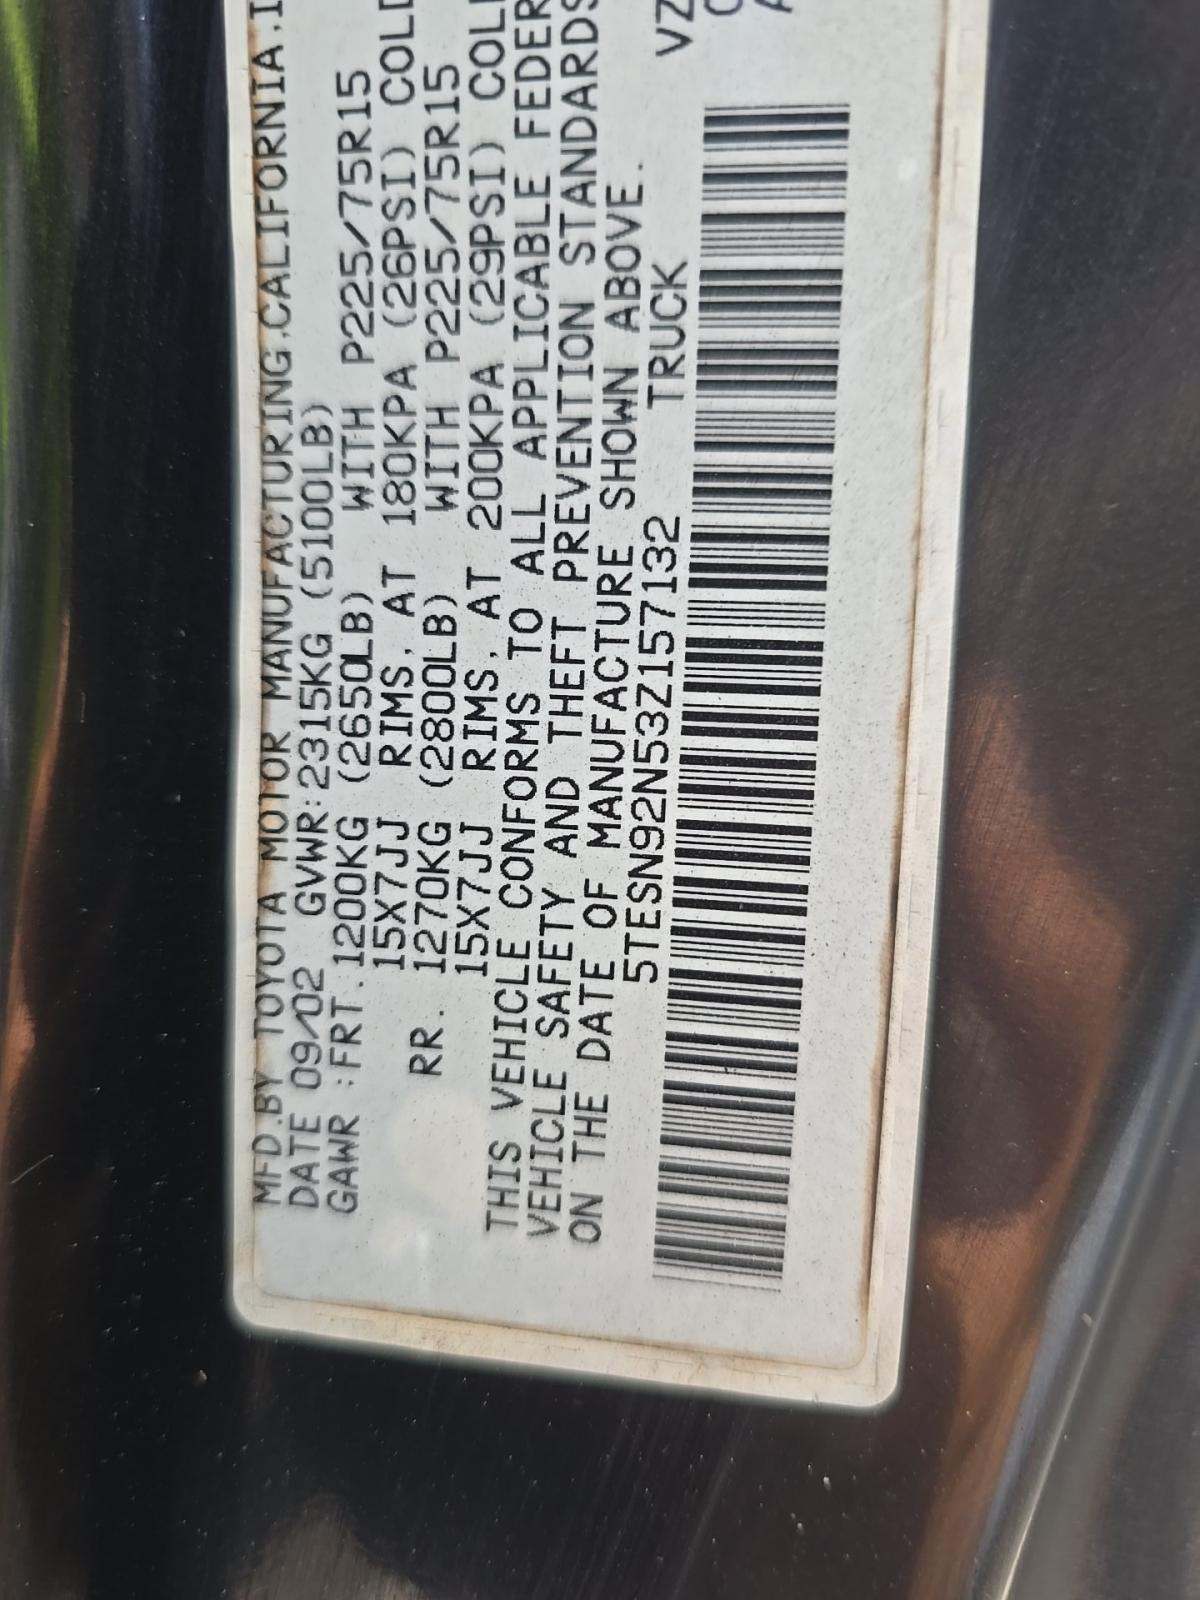 MFD.BY TOYOTA MOTOR MANUFACTURING.CALIFORNIA.I
DATE 09/02 GVWR:2315KG (5100LB)
GAWR :FRT.1200KG (2650LB) WITH P225/75R15
15X7JJ RIMS, AT 180KPA (26PSI) COLD
RR. 1270KG (2800LB) WITH P225/75R15
15X7JJ RIMS, AT 200KPA (29PSI) COLD
THIS VEHICLE CONFORMS TO ALL APPLICABLE FEDER
VEHICLE SAFETY AND THEFT PREVENTION STANDARDS
ON THE DATE OF MANUFACTURE SHOWN ABOVE.
5TESN92N53Z157132 TRUCK VZ